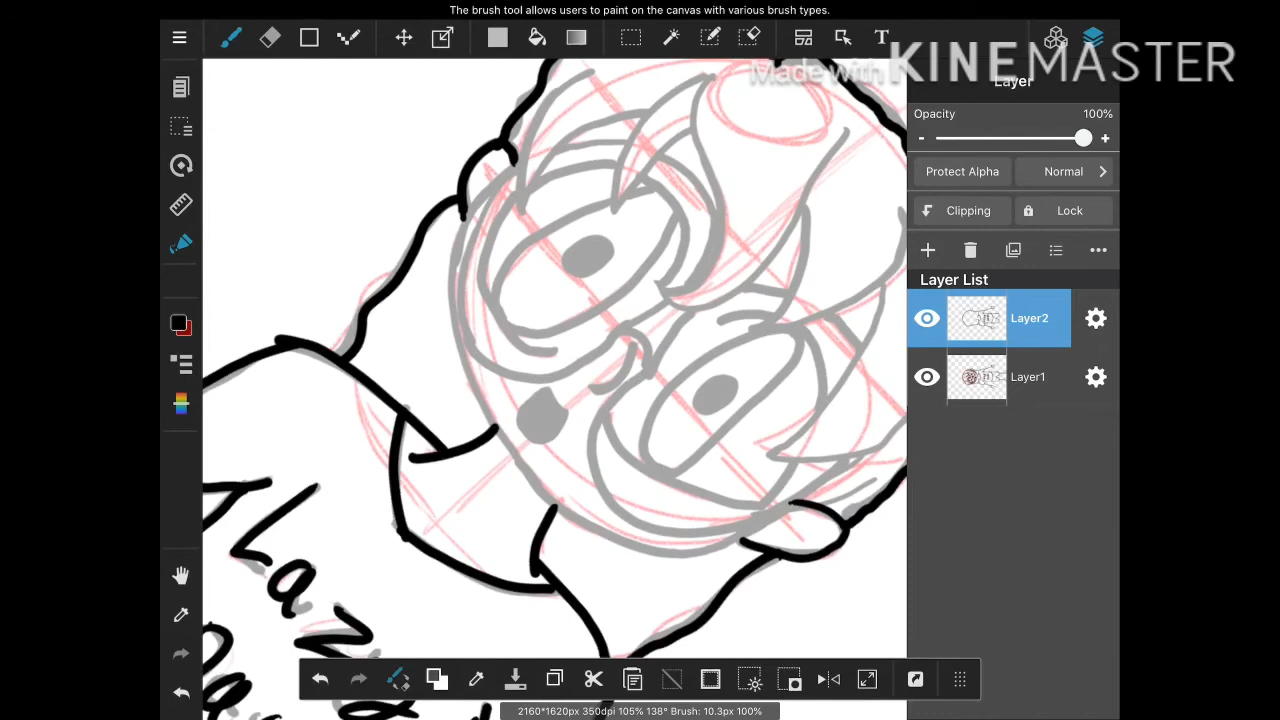 The brush tool allows users to paint on the canvas with various brush types.
Made with KINEMASTER
Layer
Opacity 100%
- +
Protect Alpha Normal
Clipping Lock
Layer List
Layer2
Layer1
T
Laz
2160*1620px 350dpi 105% 138° Brush: 10.3px 100%